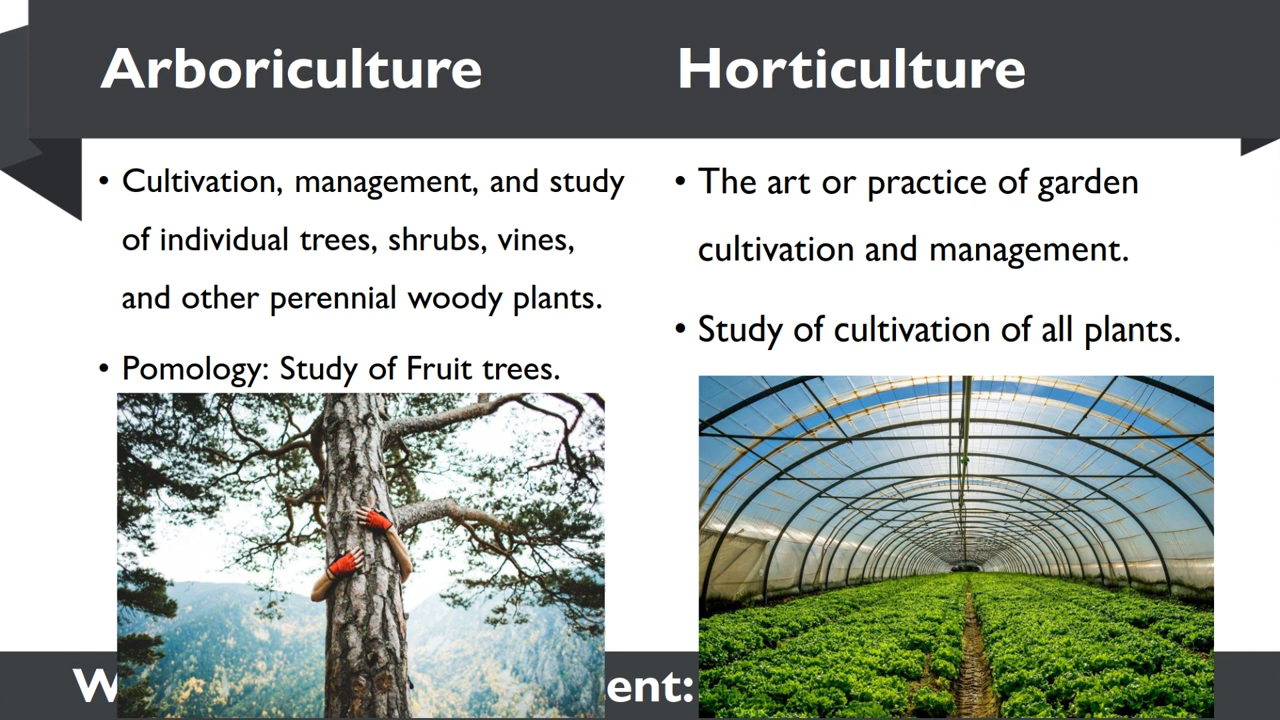 Arboriculture
Horticulture
• Cultivation, management, and study
of individual trees, shrubs, vines,
and other perennial woody plants.
• Pomology: Study of Fruit trees.
• The art or practice of garden
cultivation and management.
• Study of cultivation of all plants.